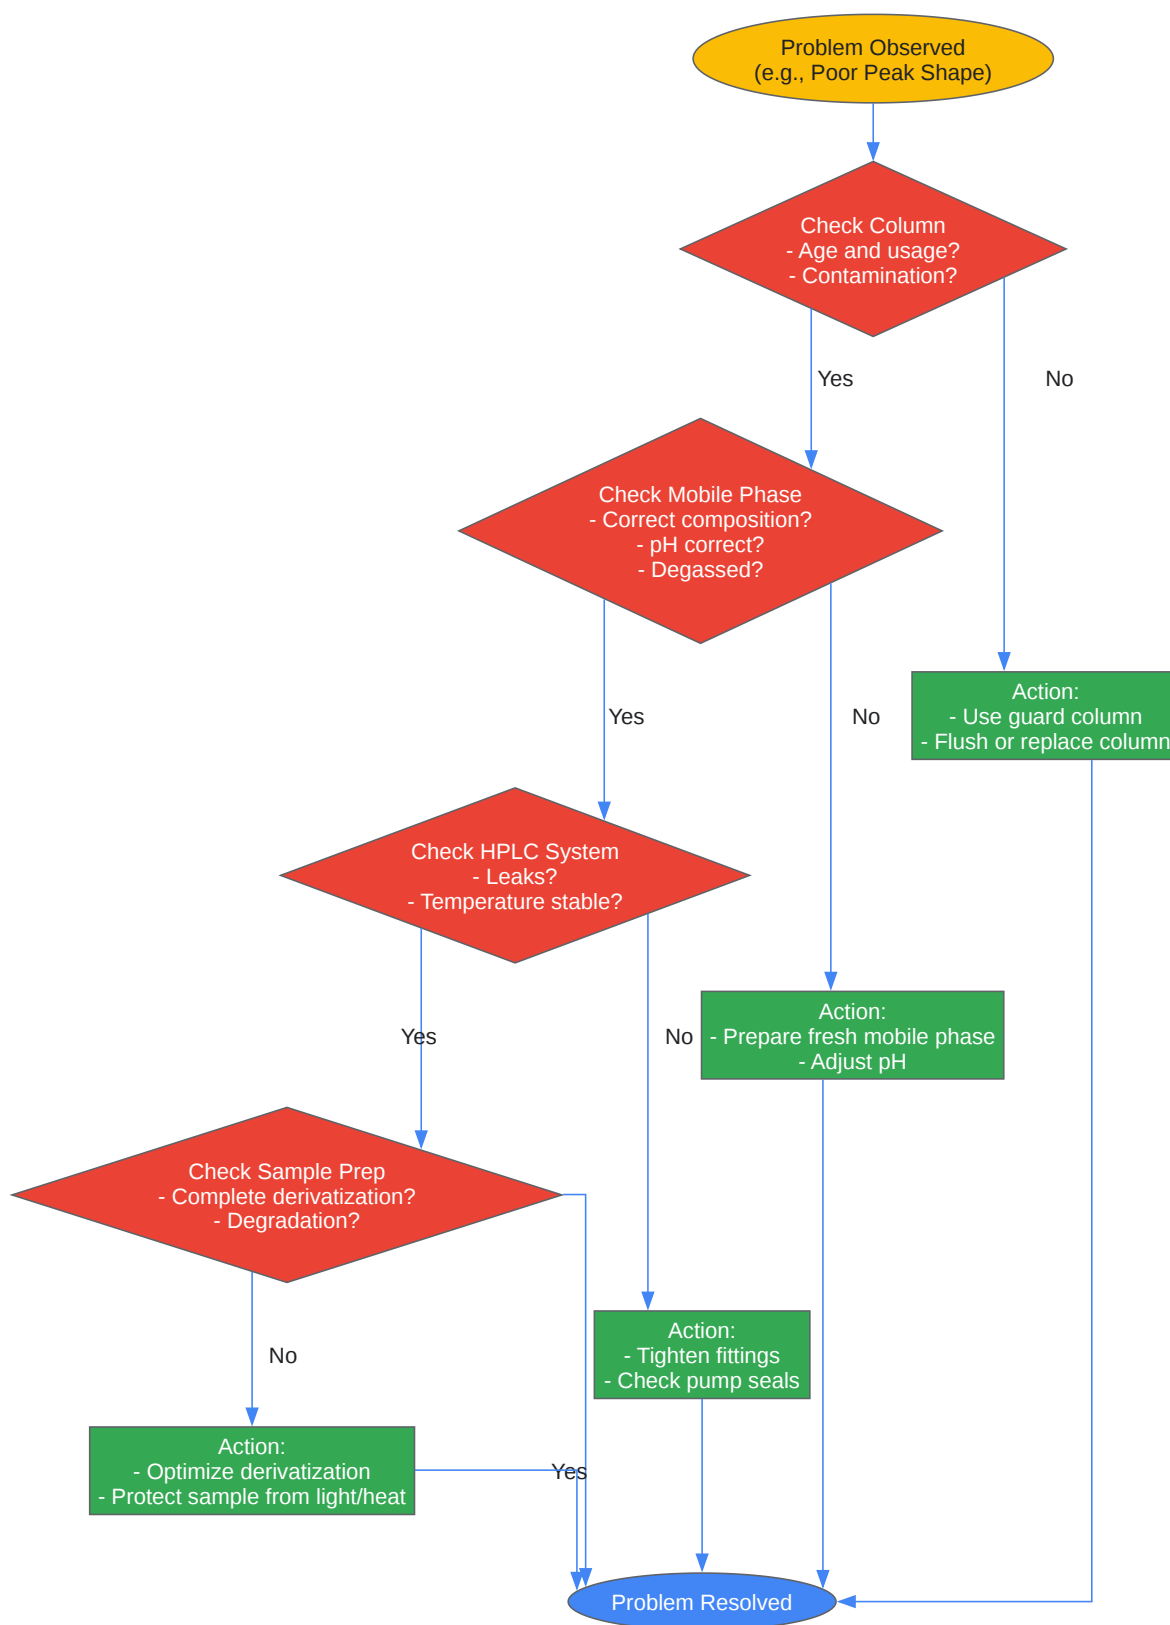 Problem Observed
(e.g., Poor Peak Shape)
Check Column
- Age and usage?
- Contamination?
Yes
No
Check Mobile Phase
- Correct composition?
- pH correct?
- Degassed?
Yes
No
Action:
- Use guard column
- Flush or replace column
Check HPLC System
- Leaks?
- Temperature stable?
Yes
No
Action:
- Prepare fresh mobile phase
- Adjust pH
Check Sample Prep
- Complete derivatization?
- Degradation?
No
Action:
- Tighten fittings
- Check pump seals
Action:
- Optimize derivatization
- Protect sample from light/heat
Yes
Problem Resolved